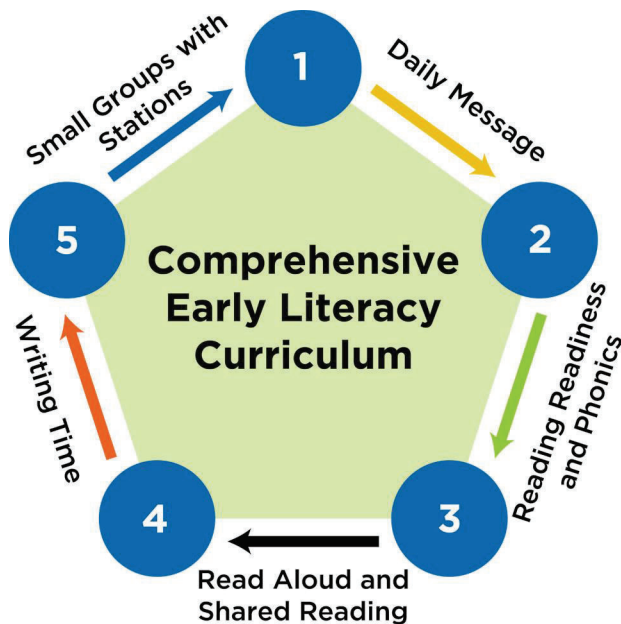 1
Daily Message
2
Reading Readiness
and Phonics
3
Read Aloud and
Shared Reading
4
Writing Time
5
Small Groups with
Stations
Comprehensive
Early Literacy
Curriculum